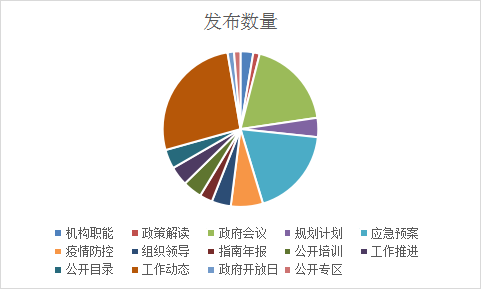 发布数量
机构职能 政策解读 政府会议 规划计划 应急预案
疫情防控 组织领导 指南年报 公开培训 工作推进
公开目录 工作动态 政府开放日 公开专区